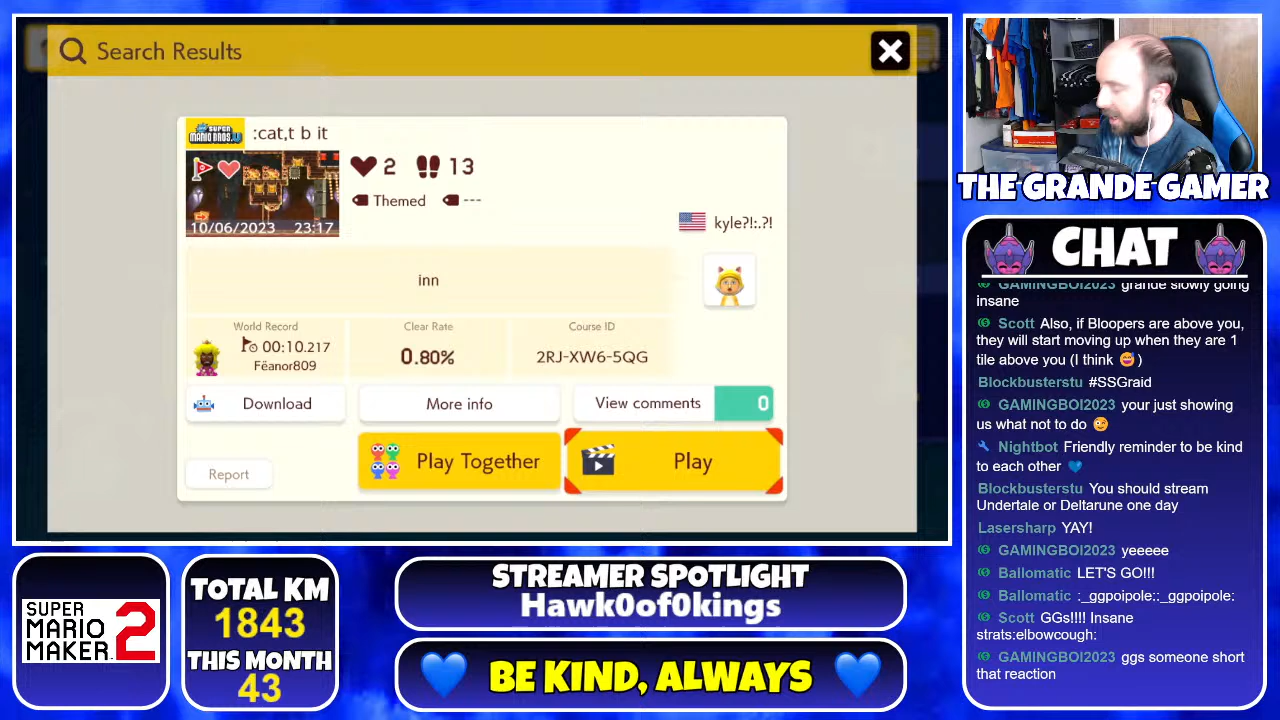 Search Results
:cat,t b it
2
13
Themed
---
10/06/2023 23:17
kyle?!:.?!
inn
World Record
00:10.217
Fëanor809
Clear Rate
0.80%
Course ID
2RJ-XW6-5QG
Download
More info
View comments
0
Report
Play Together
Play
THE GRANDE GAMER
CHAT
GAMINGBOI2023 grande slowly going
insane
Scott Also, if Bloopers are above you,
they will start moving up when they are 1
tile above you (I think 😅 )
Blockbusterstu #SSGraid
GAMINGBOI2023 your just showing
us what not to do
Nightbot Friendly reminder to be kind
to each other 💙
Blockbusterstu You should stream
Undertale or Deltarune one day
Lasersharp YAY!
GAMINGBOI2023 yeeeee
Ballomatic LET'S GO!!!
Ballomatic :_ggpoipole::_ggpoipole:
Scott GGs!!!! Insane
strats:elbowcough:
GAMINGBOI2023 ggs someone short
that reaction
SUPER
MARIO
MAKER 2
TOTAL KM
1843
THIS MONTH
43
STREAMER SPOTLIGHT
Hawk0of0kings
BE KIND, ALWAYS